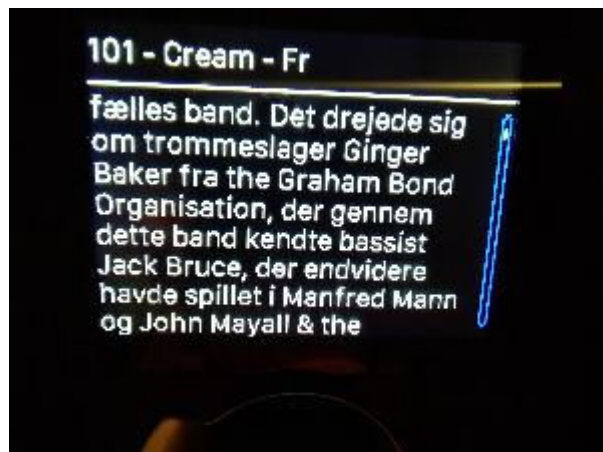 101 - Cream - Fr
fælles band. Det drejede sig
om trommeslager Ginger
Baker fra the Graham Bond
Organisation, der gennem
dette band kendte bassist
Jack Bruce, der endvidere
havde spillet i Manfred Mann
og John Mayall & the